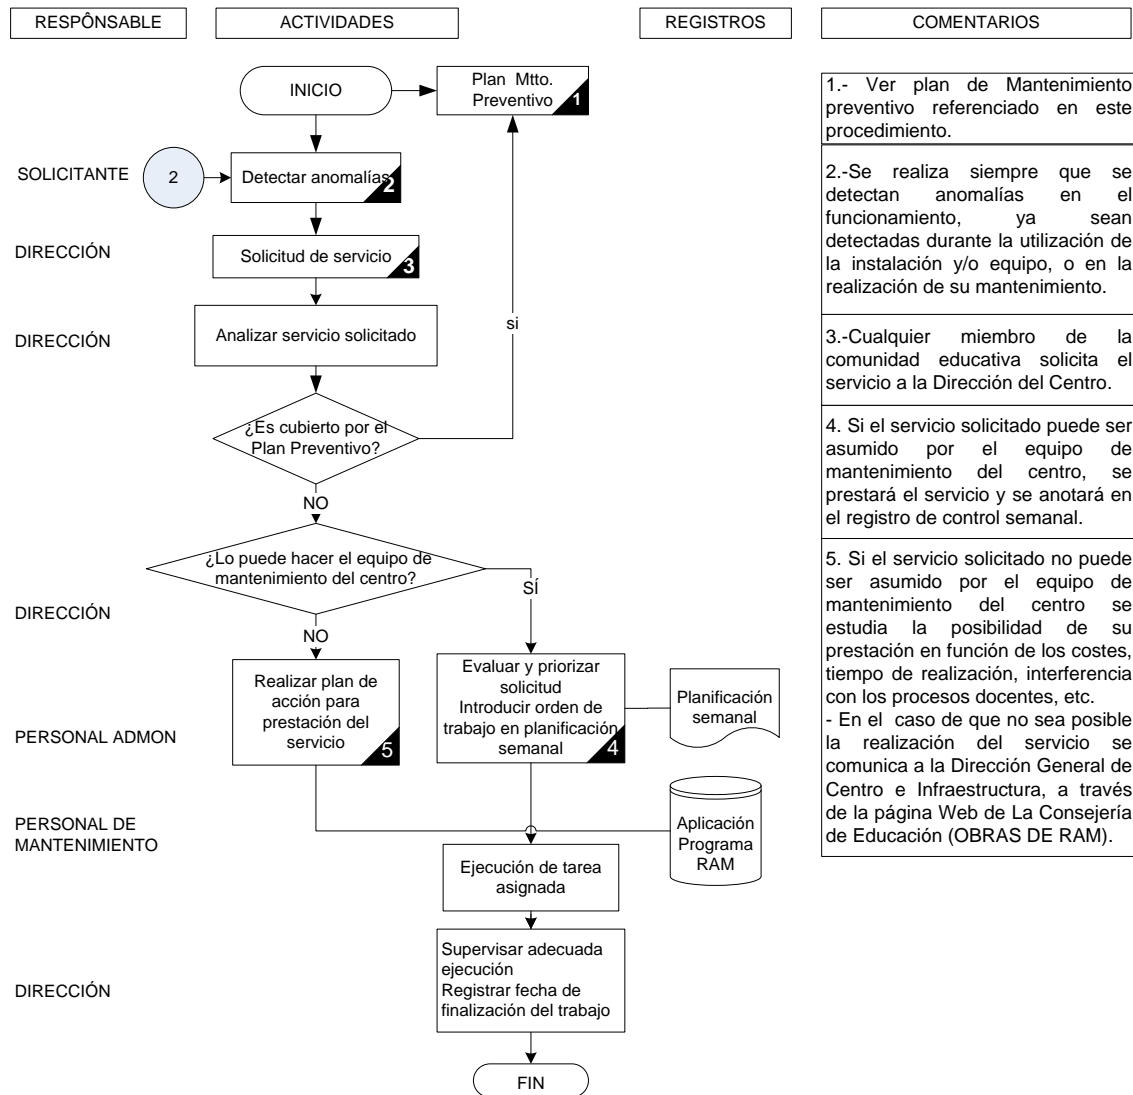 RESPÔNSABLE
ACTIVIDADES
REGISTROS
COMENTARIOS
INICIO
Plan Mtto.
Preventivo
1
SOLICITANTE
2
Detectar anomalías
2
DIRECCIÓN
Solicitud de servicio
3
DIRECCIÓN
Analizar servicio solicitado
si
¿Es cubierto por el
Plan Preventivo?
NO
¿Lo puede hacer el equipo de
mantenimiento del centro?
SÍ
DIRECCIÓN
NO
Realizar plan de
acción para
prestación del
servicio
5
Evaluar y priorizar
solicitud
Introducir orden de
trabajo en planificación
semanal
4
Planificación
semanal
PERSONAL ADMON
PERSONAL DE
MANTENIMIENTO
Aplicación
Programa
RAM
Ejecución de tarea
asignada
Supervisar adecuada
ejecución
Registrar fecha de
finalización del trabajo
DIRECCIÓN
FIN
1.- Ver plan de Mantenimiento
preventivo referenciado en este
procedimiento.
2.-Se realiza siempre que se
detectan anomalías en el
funcionamiento, ya sean
detectadas durante la utilización de
la instalación y/o equipo, o en la
realización de su mantenimiento.
3.-Cualquier miembro de la
comunidad educativa solicita el
servicio a la Dirección del Centro.
4. Si el servicio solicitado puede ser
asumido por el equipo de
mantenimiento del centro, se
prestará el servicio y se anotará en
el registro de control semanal.
5. Si el servicio solicitado no puede
ser asumido por el equipo de
mantenimiento del centro se
estudia la posibilidad de su
prestación en función de los costes,
tiempo de realización, interferencia
con los procesos docentes, etc.
- En el caso de que no sea posible
la realización del servicio se
comunica a la Dirección General de
Centro e Infraestructura, a través
de la página Web de La Consejería
de Educación (OBRAS DE RAM).